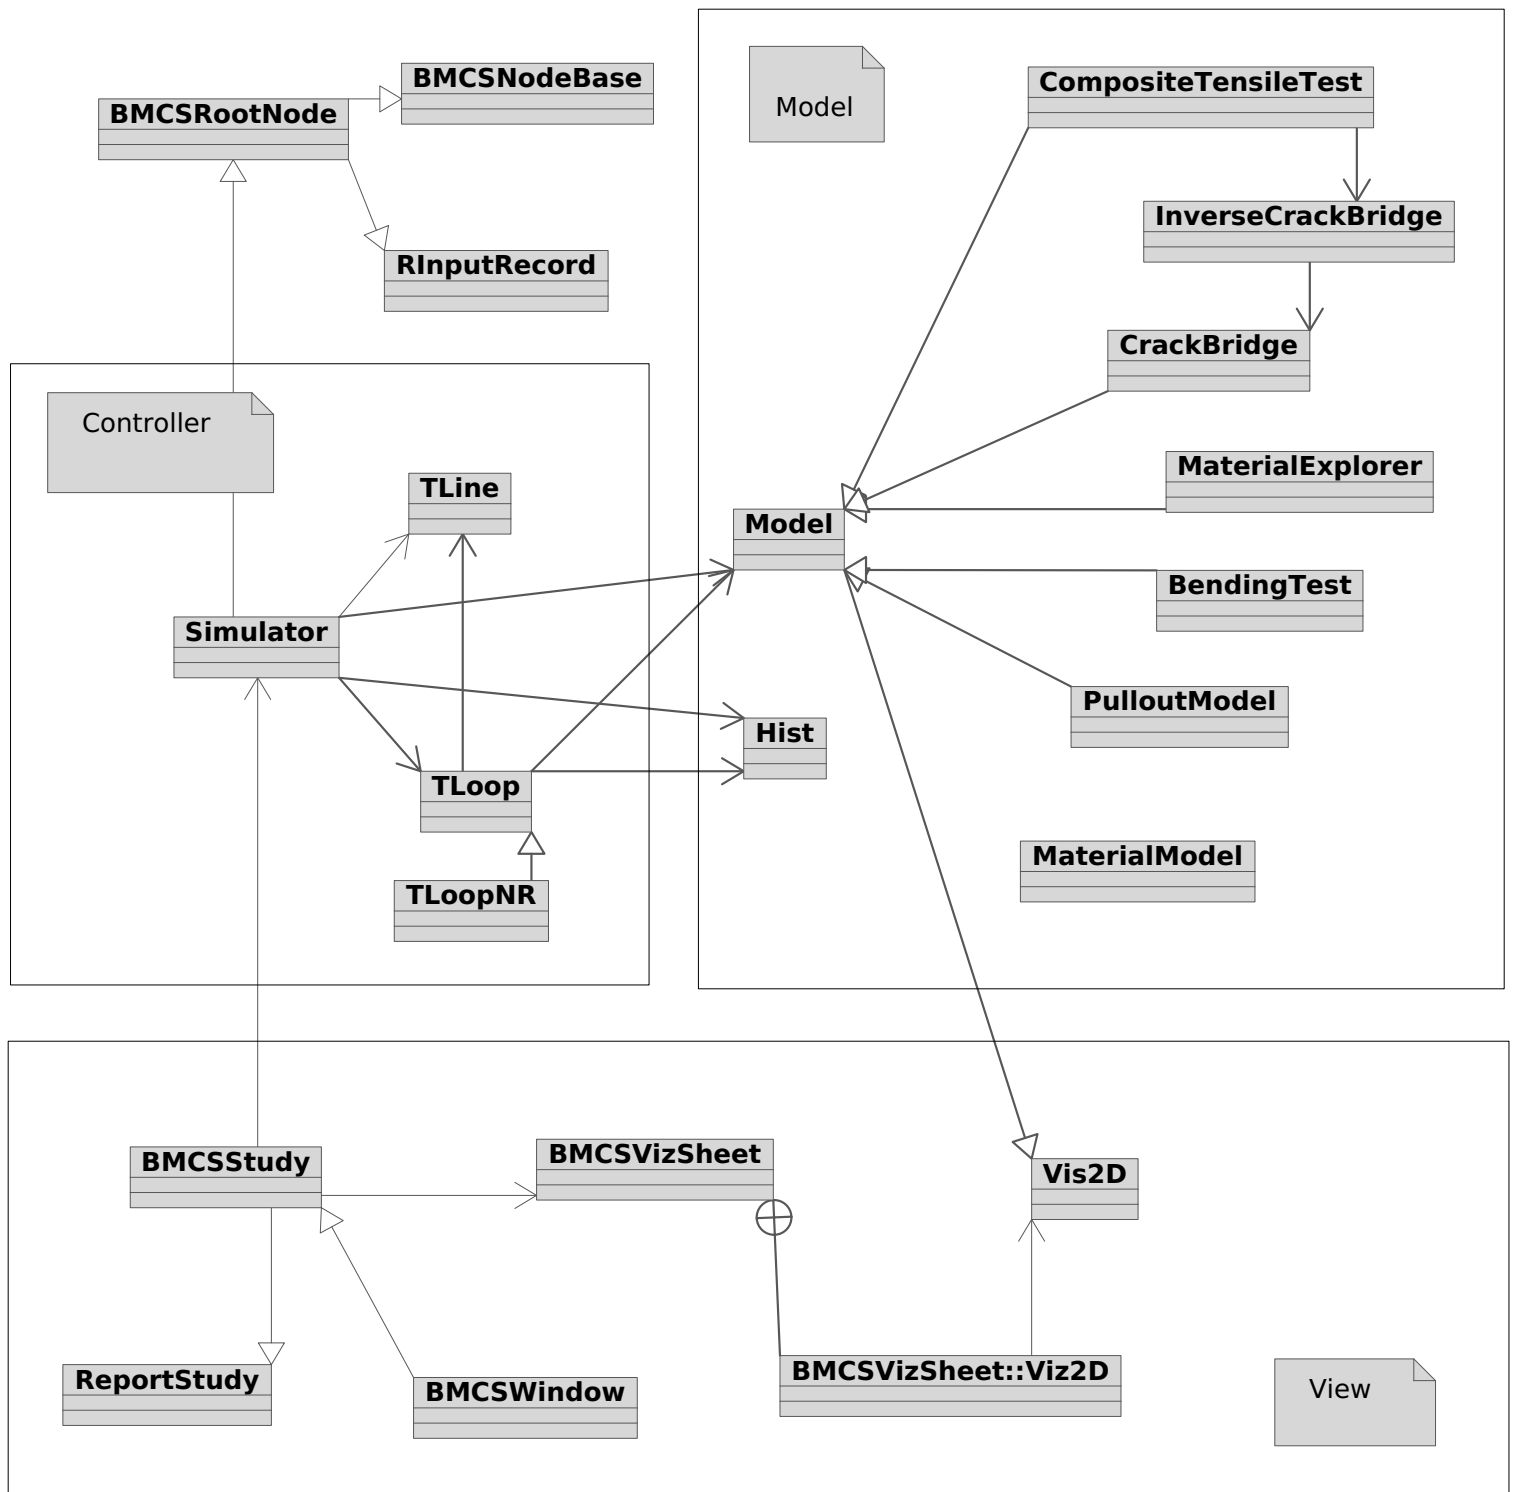 BMCSNodeBase
BMCSRootNode
RInputRecord
Model
CompositeTensileTest
InverseCrackBridge
CrackBridge
MaterialExplorer
Model
BendingTest
PulloutModel
Hist
MaterialModel
Controller
TLine
Simulator
TLoop
TLoopNR
BMCSStudy
BMCSVizSheet
Vis2D
ReportStudy
BMCSWindow
BMCSVizSheet::Viz2D
View